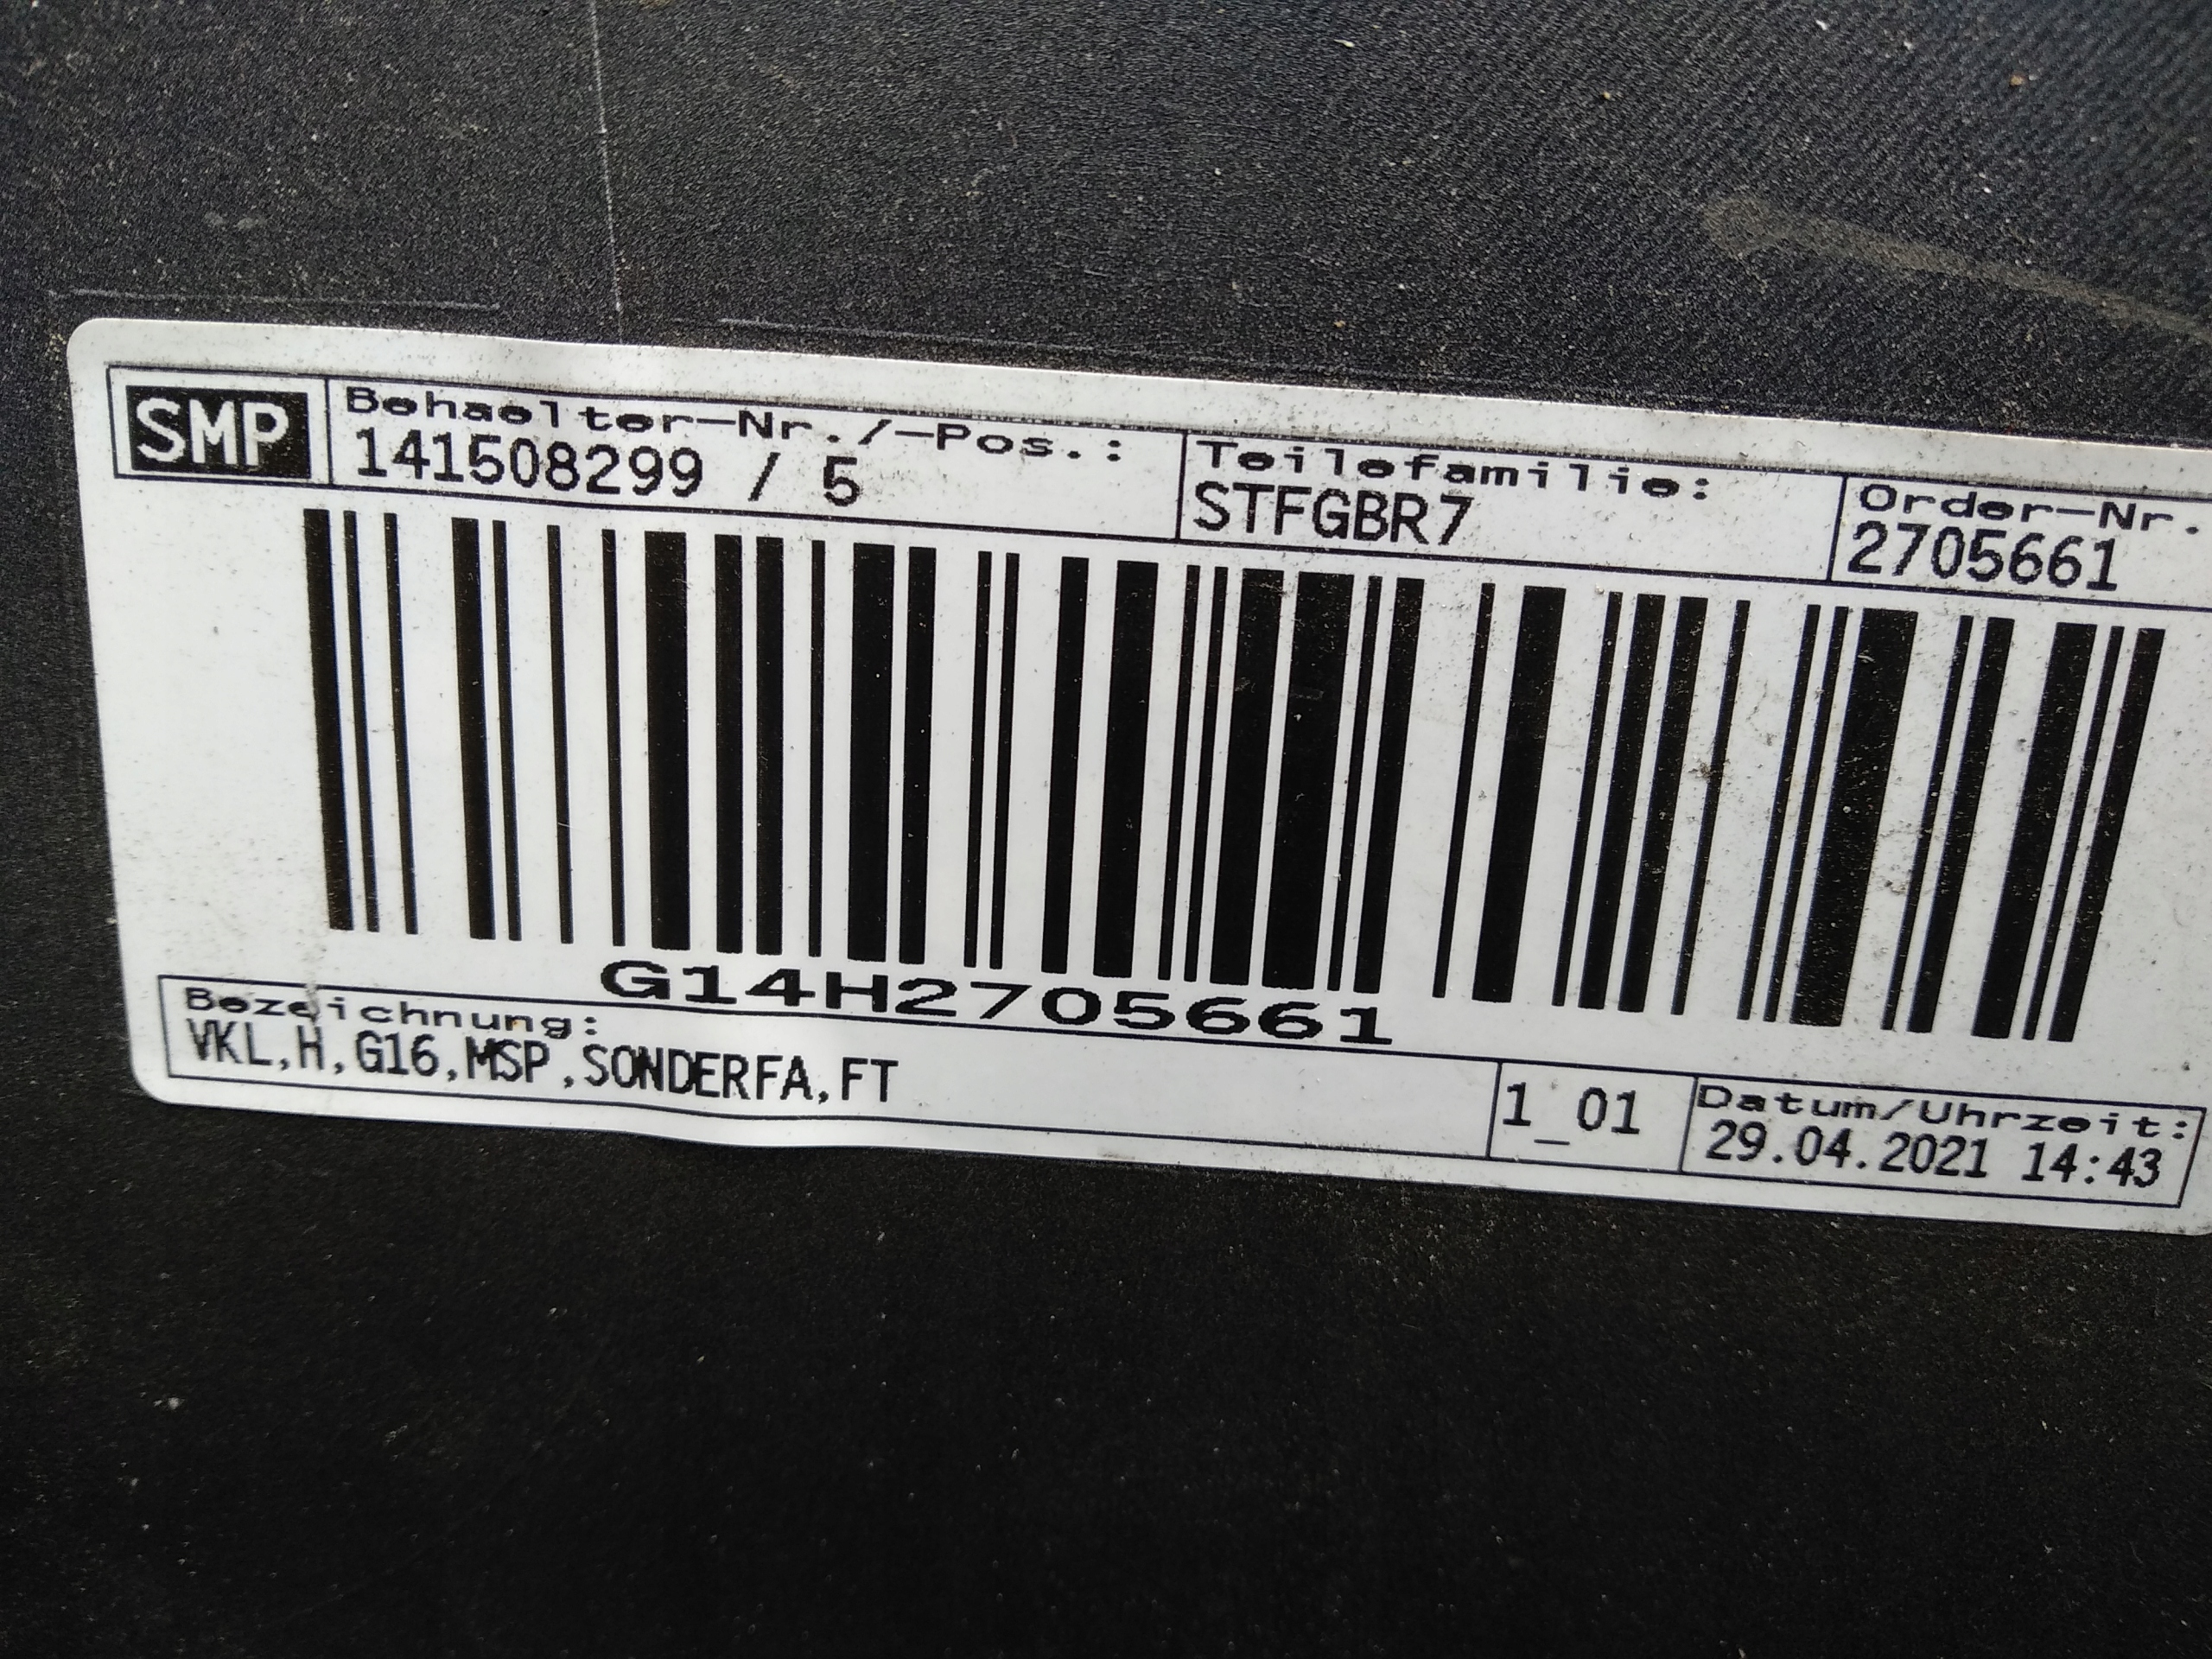 SMP
Behaelter-Nr./-Pos.:
141508299 / 5
Teilefamilie:
STFGBR7
Order-Nr.
2705661
G14H2705661
Bezeichnung:
VKL,H,G16,MSP,SONDERFA,FT
1_01
Datum/Uhrzeit:
29.04.2021 14:43